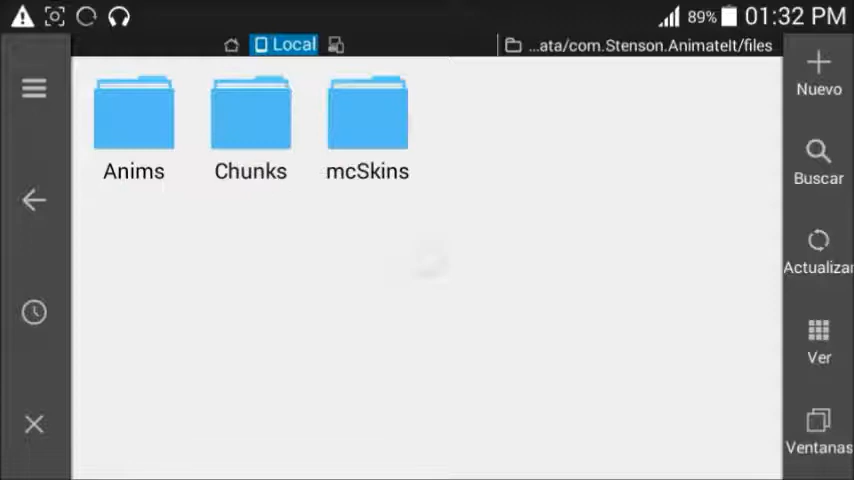 89% 01:32 PM
Local
...ata/com.Stenson.AnimateIt/files
Anims
Chunks
mcSkins
Nuevo
Buscar
Actualizar
Ver
Ventanas